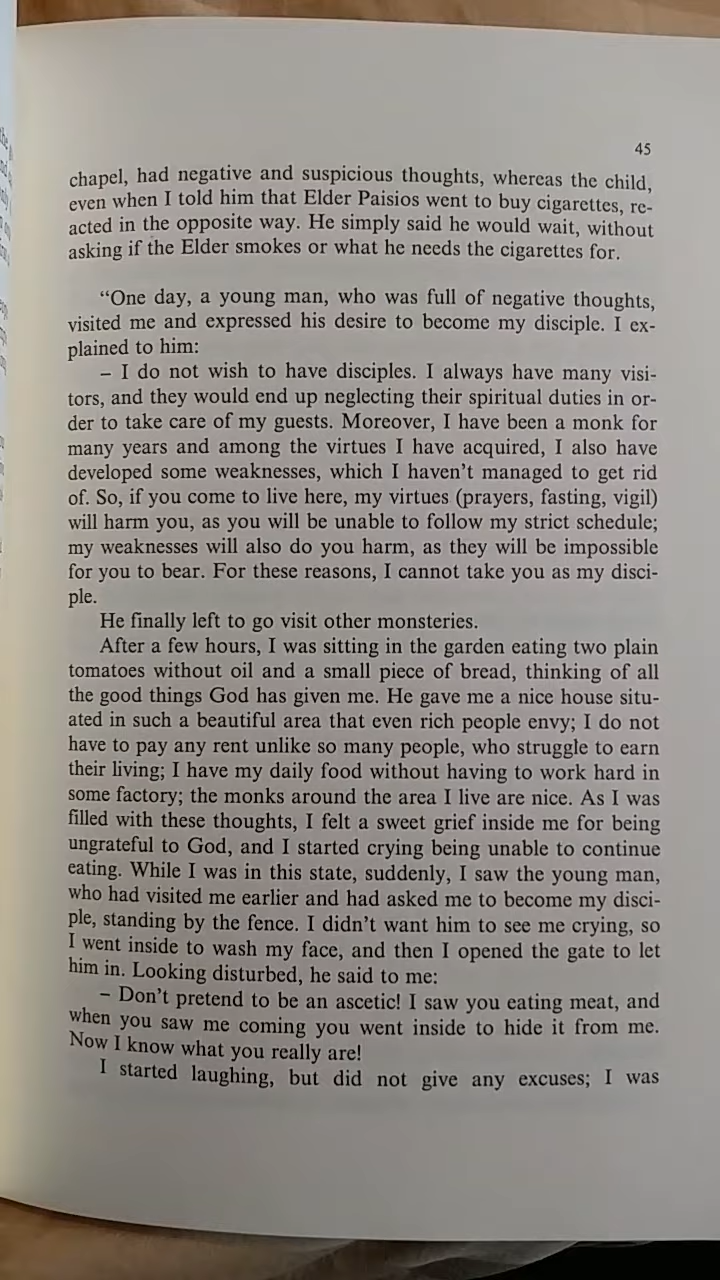 45
chapel, had negative and suspicious thoughts, whereas the child,
even when I told him that Elder Paisios went to buy cigarettes, re-
acted in the opposite way. He simply said he would wait, without
asking if the Elder smokes or what he needs the cigarettes for.
“One day, a young man, who was full of negative thoughts,
visited me and expressed his desire to become my disciple. I ex-
plained to him:
– I do not wish to have disciples. I always have many visi-
tors, and they would end up neglecting their spiritual duties in or-
der to take care of my guests. Moreover, I have been a monk for
many years and among the virtues I have acquired, I also have
developed some weaknesses, which I haven’t managed to get rid
of. So, if you come to live here, my virtues (prayers, fasting, vigil)
will harm you, as you will be unable to follow my strict schedule;
my weaknesses will also do you harm, as they will be impossible
for you to bear. For these reasons, I cannot take you as my disci-
ple.
He finally left to go visit other monsteries.
After a few hours, I was sitting in the garden eating two plain
tomatoes without oil and a small piece of bread, thinking of all
the good things God has given me. He gave me a nice house situ-
ated in such a beautiful area that even rich people envy; I do not
have to pay any rent unlike so many people, who struggle to earn
their living; I have my daily food without having to work hard in
some factory; the monks around the area I live are nice. As I was
filled with these thoughts, I felt a sweet grief inside me for being
ungrateful to God, and I started crying being unable to continue
eating. While I was in this state, suddenly, I saw the young man,
who had visited me earlier and had asked me to become my disci-
ple, standing by the fence. I didn’t want him to see me crying, so
I went inside to wash my face, and then I opened the gate to let
him in. Looking disturbed, he said to me:
– Don’t pretend to be an ascetic! I saw you eating meat, and
when you saw me coming you went inside to hide it from me.
Now I know what you really are!
I started laughing, but did not give any excuses; I was